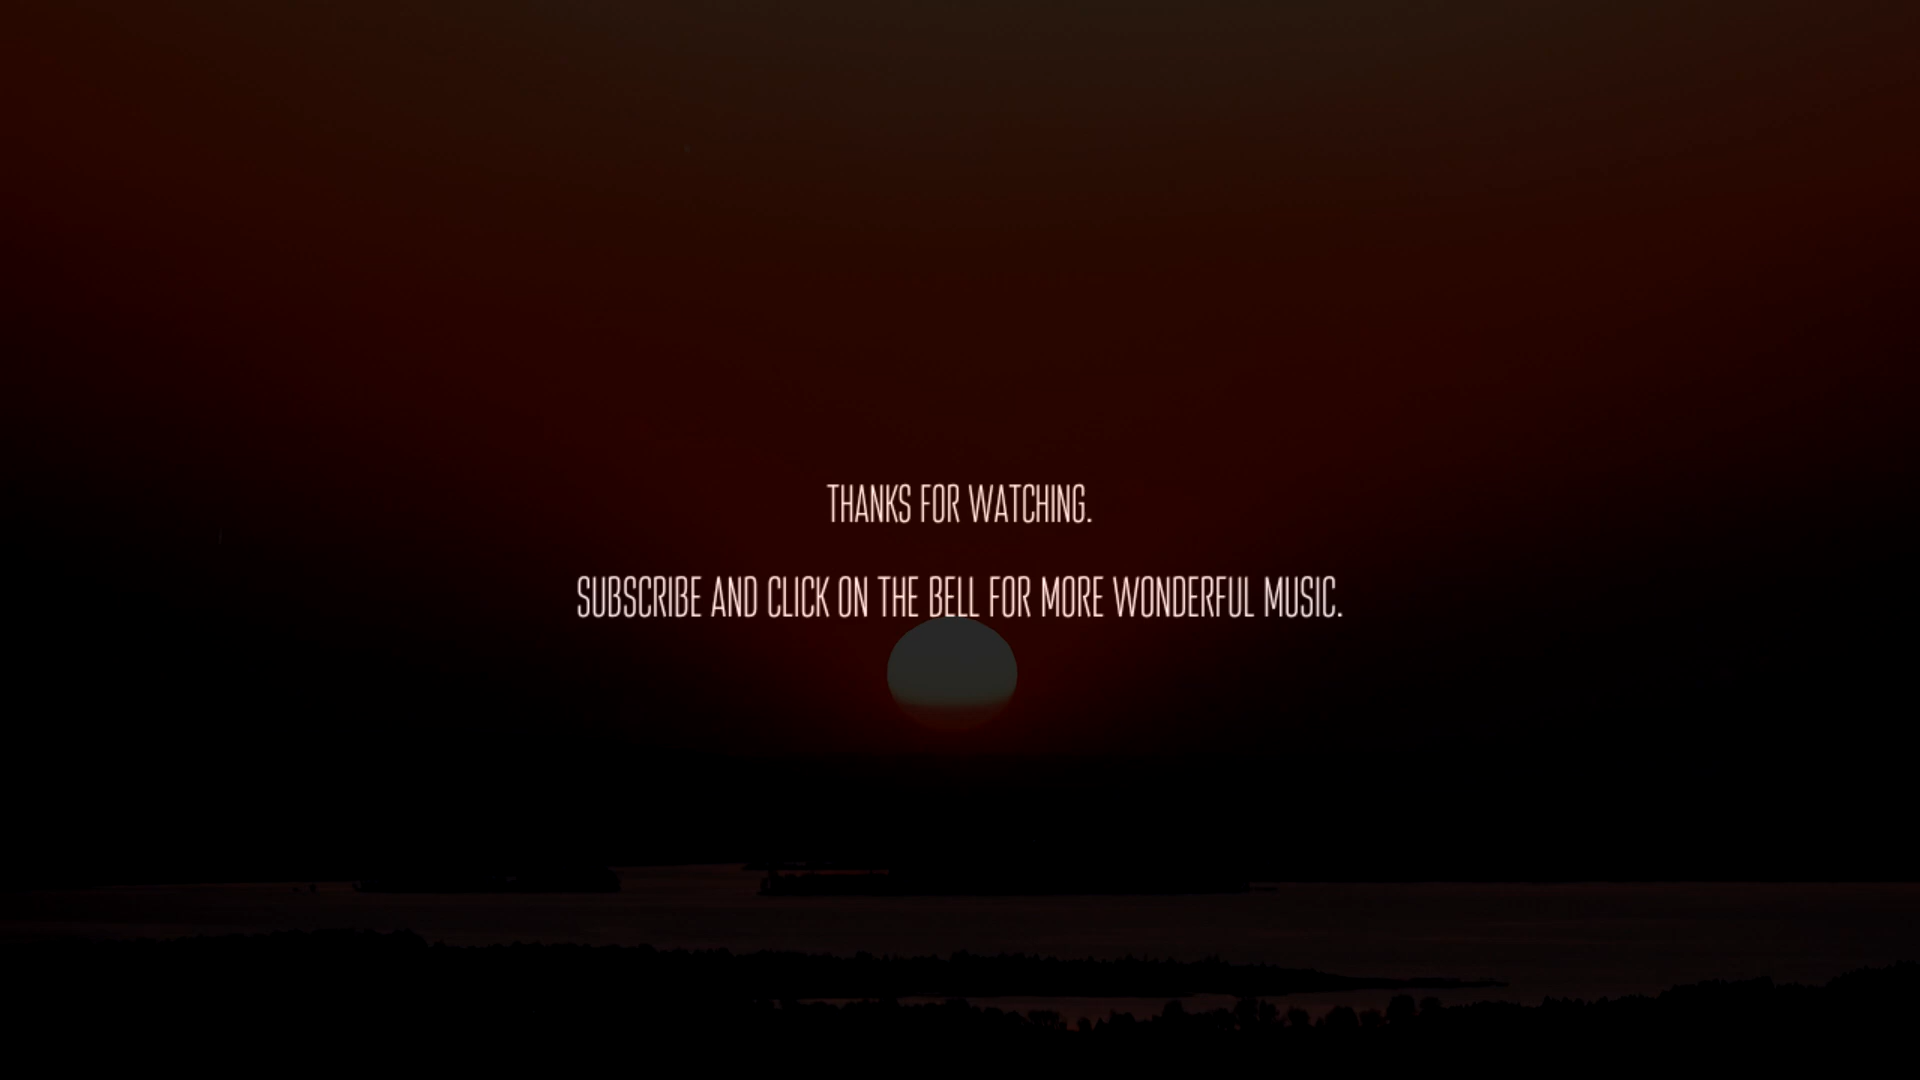 THANKS FOR WATCHING.
SUBSCRIBE AND CLICK ON THE BELL FOR MORE WONDERFUL MUSIC.